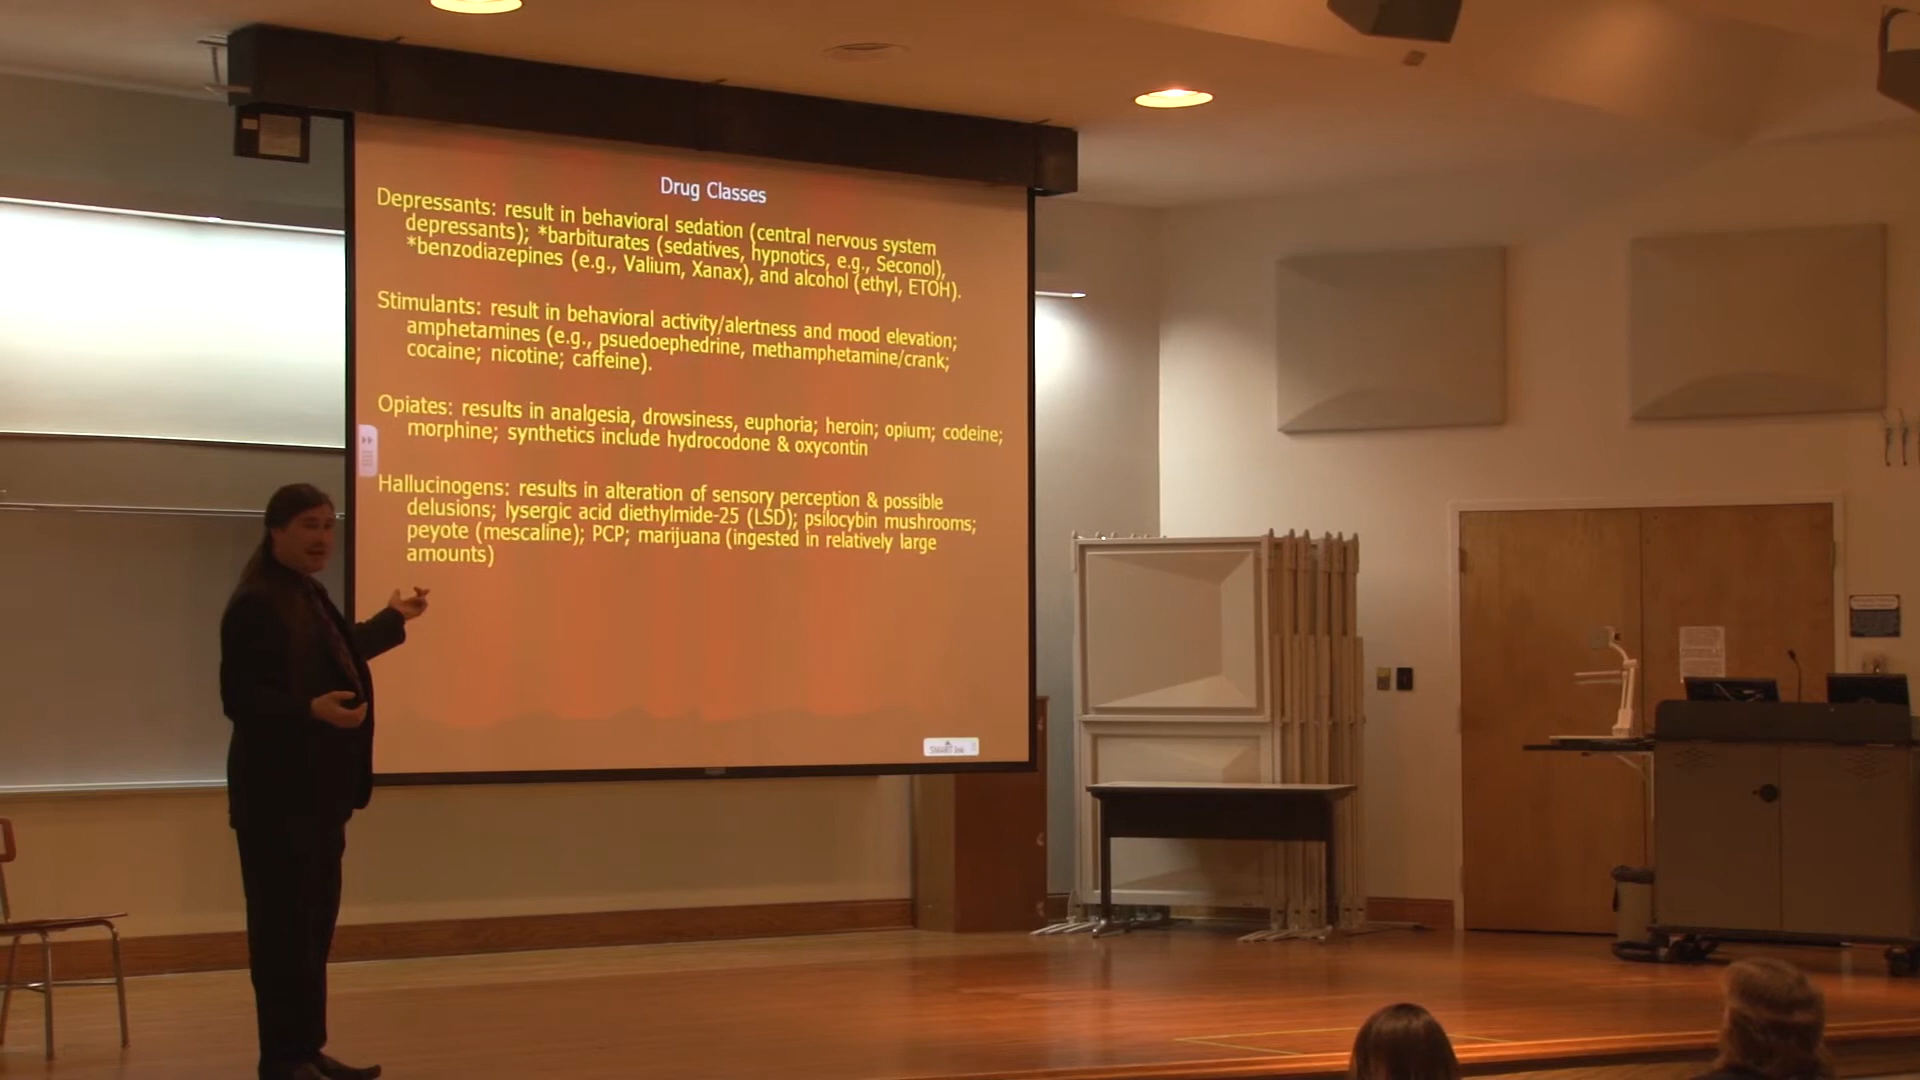 Drug Classes
Depressants: result in behavioral sedation (central nervous system
depressants); *barbiturates (sedatives, hypnotics, e.g., Seconol),
*benzodiazepines (e.g., Valium, Xanax), and alcohol (ethyl, ETOH).
Stimulants: result in behavioral activity/alertness and mood elevation;
amphetamines (e.g., psuedoephedrine, methamphetamine/crank;
cocaine; nicotine; caffeine).
Opiates: results in analgesia, drowsiness, euphoria; heroin; opium; codeine;
morphine; synthetics include hydrocodone & oxycontin
Hallucinogens: results in alteration of sensory perception & possible
delusions; lysergic acid diethylmide-25 (LSD); psilocybin mushrooms;
peyote (mescaline); PCP; marijuana (ingested in relatively large
amounts)